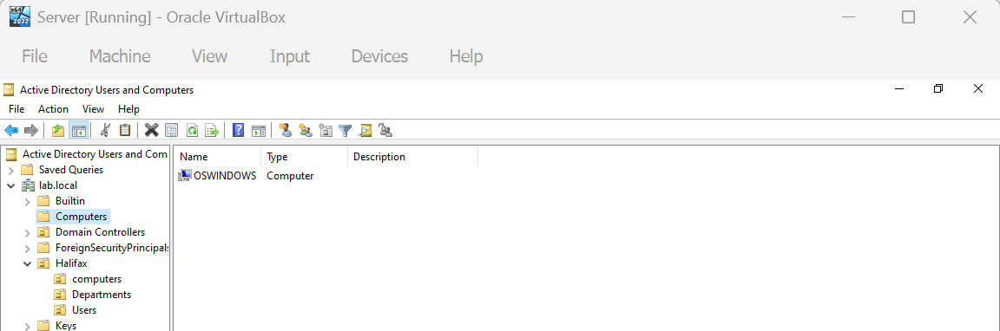 x64
2022
Server [Running] - Oracle VirtualBox
File Machine View Input Devices Help
Active Directory Users and Computers
File Action View Help
Active Directory Users and Com
Saved Queries
lab.local
Builtin
Computers
Domain Controllers
ForeignSecurityPrincipals
Halifax
computers
Departments
Users
Keys
Name Type Description
OSWINDOWS Computer